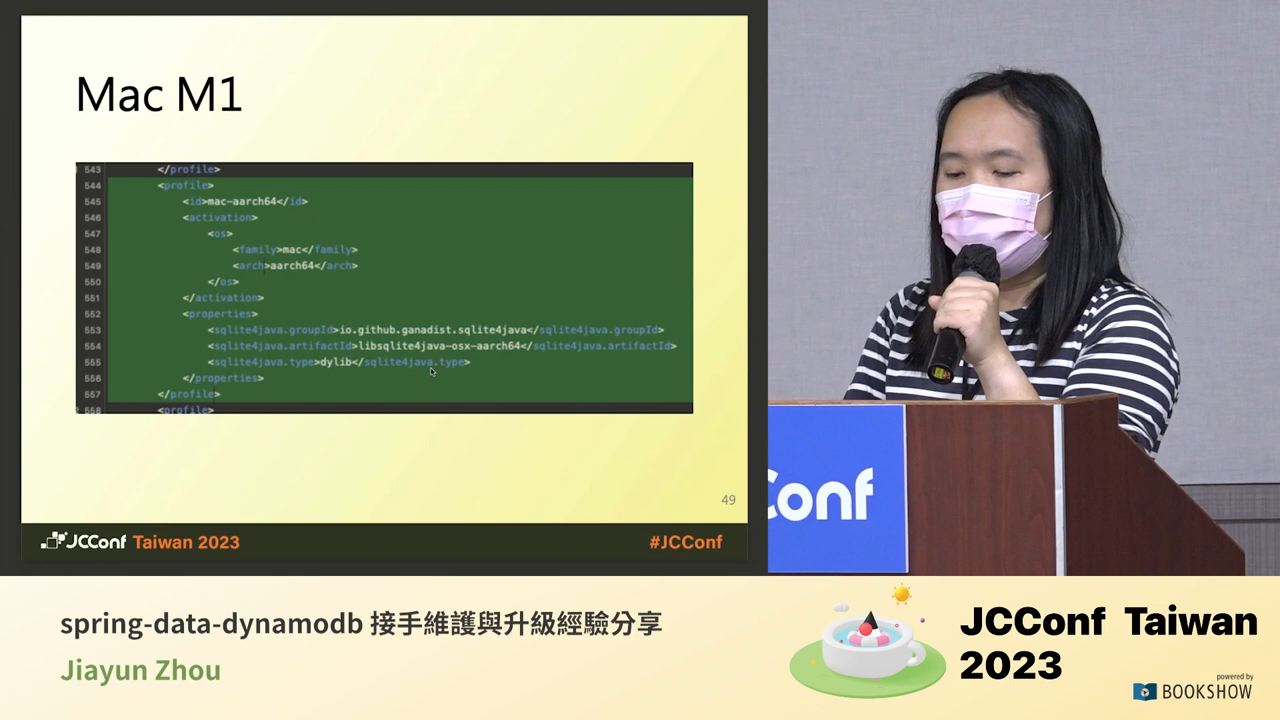 Mac M1
543 </profile>
544 <profile>
545 <id>mac-aarch64</id>
546 <activation>
547 <os>
548 <family>mac</family>
549 <arch>aarch64</arch>
550 </os>
551 </activation>
552 <properties>
553 <sqlite4java.groupId>io.github.ganadist.sqlite4java</sqlite4java.groupId>
554 <sqlite4java.artifactId>libsqlite4java-osx-aarch64</sqlite4java.artifactId>
555 <sqlite4java.type>dylib</sqlite4java.type>
556 </properties>
557 </profile>
558 <profile>
49
JCConf Taiwan 2023
#JCConf
Conf
spring-data-dynamodb 接手維護與升級經驗分享
Jiayun Zhou
JCConf Taiwan
2023
powered by
BOOKSHOW